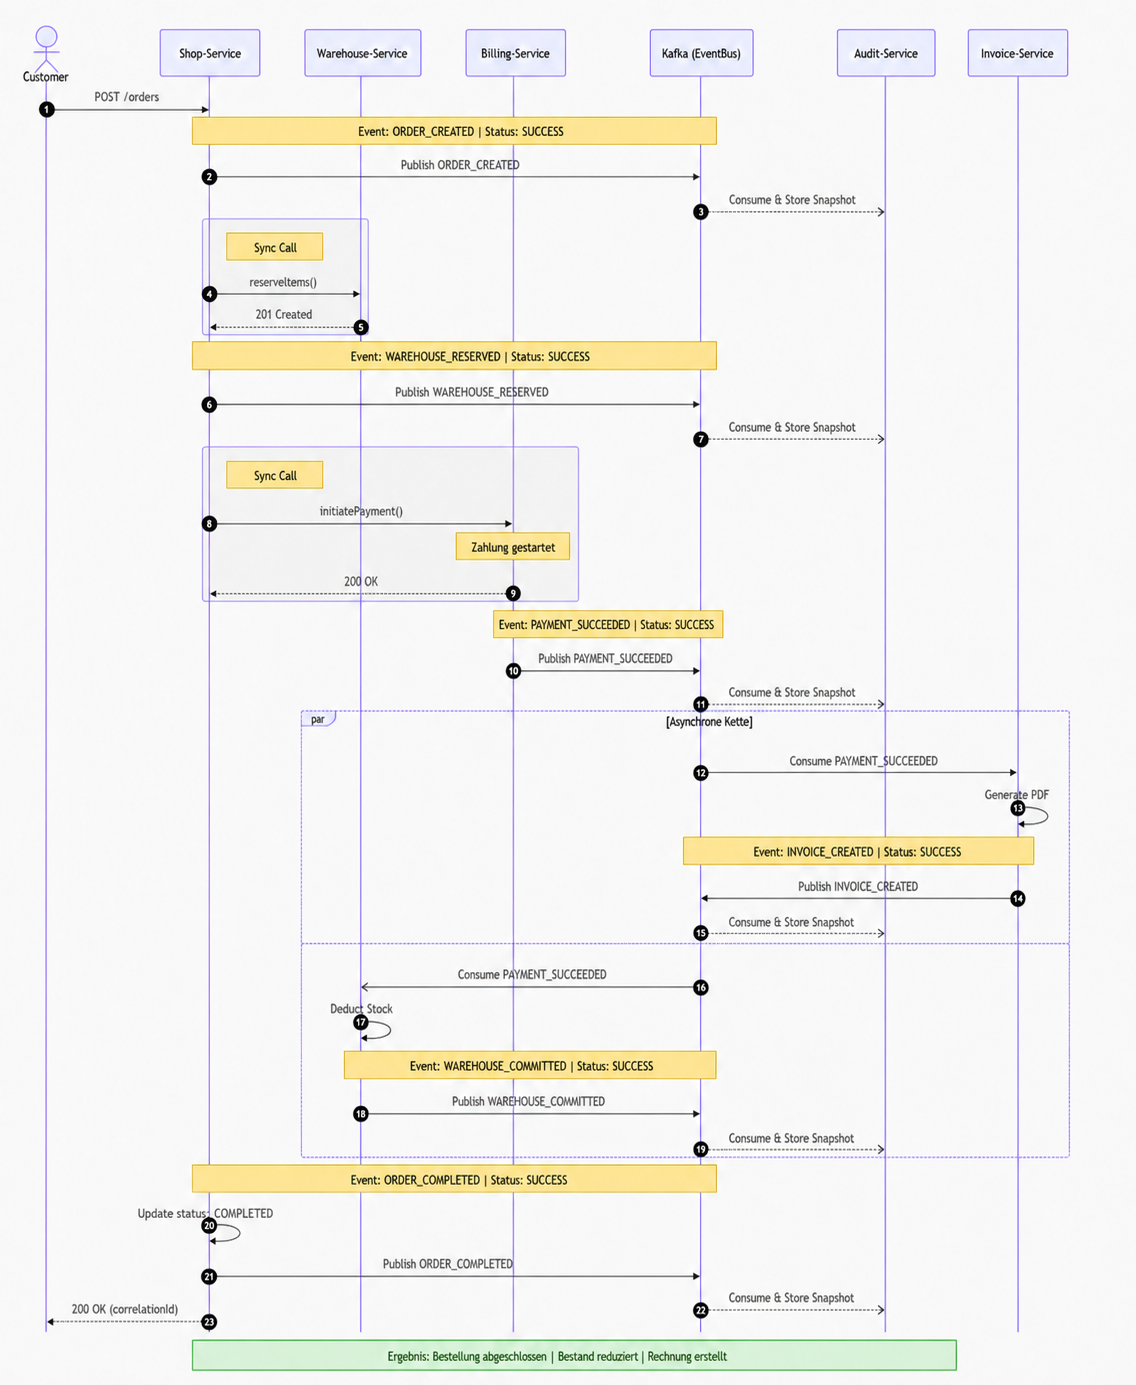 Customer
Shop-Service
Warehouse-Service
Billing-Service
Kafka (EventBus)
Audit-Service
Invoice-Service
1
POST /orders
Event: ORDER_CREATED | Status: SUCCESS
2
Publish ORDER_CREATED
3
Consume & Store Snapshot
Sync Call
4
reserveItems()
201 Created
5
Event: WAREHOUSE_RESERVED | Status: SUCCESS
6
Publish WAREHOUSE_RESERVED
7
Consume & Store Snapshot
Sync Call
8
initiatePayment()
Zahlung gestartet
200 OK
9
Event: PAYMENT_SUCCEEDED | Status: SUCCESS
10
Publish PAYMENT_SUCCEEDED
11
Consume & Store Snapshot
par
[Asynchrone Kette]
12
Consume PAYMENT_SUCCEEDED
Generate PDF
13
Event: INVOICE_CREATED | Status: SUCCESS
Publish INVOICE_CREATED
14
15
Consume & Store Snapshot
Consume PAYMENT_SUCCEEDED
16
Deduct Stock
17
Event: WAREHOUSE_COMMITTED | Status: SUCCESS
18
Publish WAREHOUSE_COMMITTED
19
Consume & Store Snapshot
Event: ORDER_COMPLETED | Status: SUCCESS
Update status: COMPLETED
20
21
Publish ORDER_COMPLETED
22
Consume & Store Snapshot
200 OK (correlationId)
23
Ergebnis: Bestellung abgeschlossen | Bestand reduziert | Rechnung erstellt